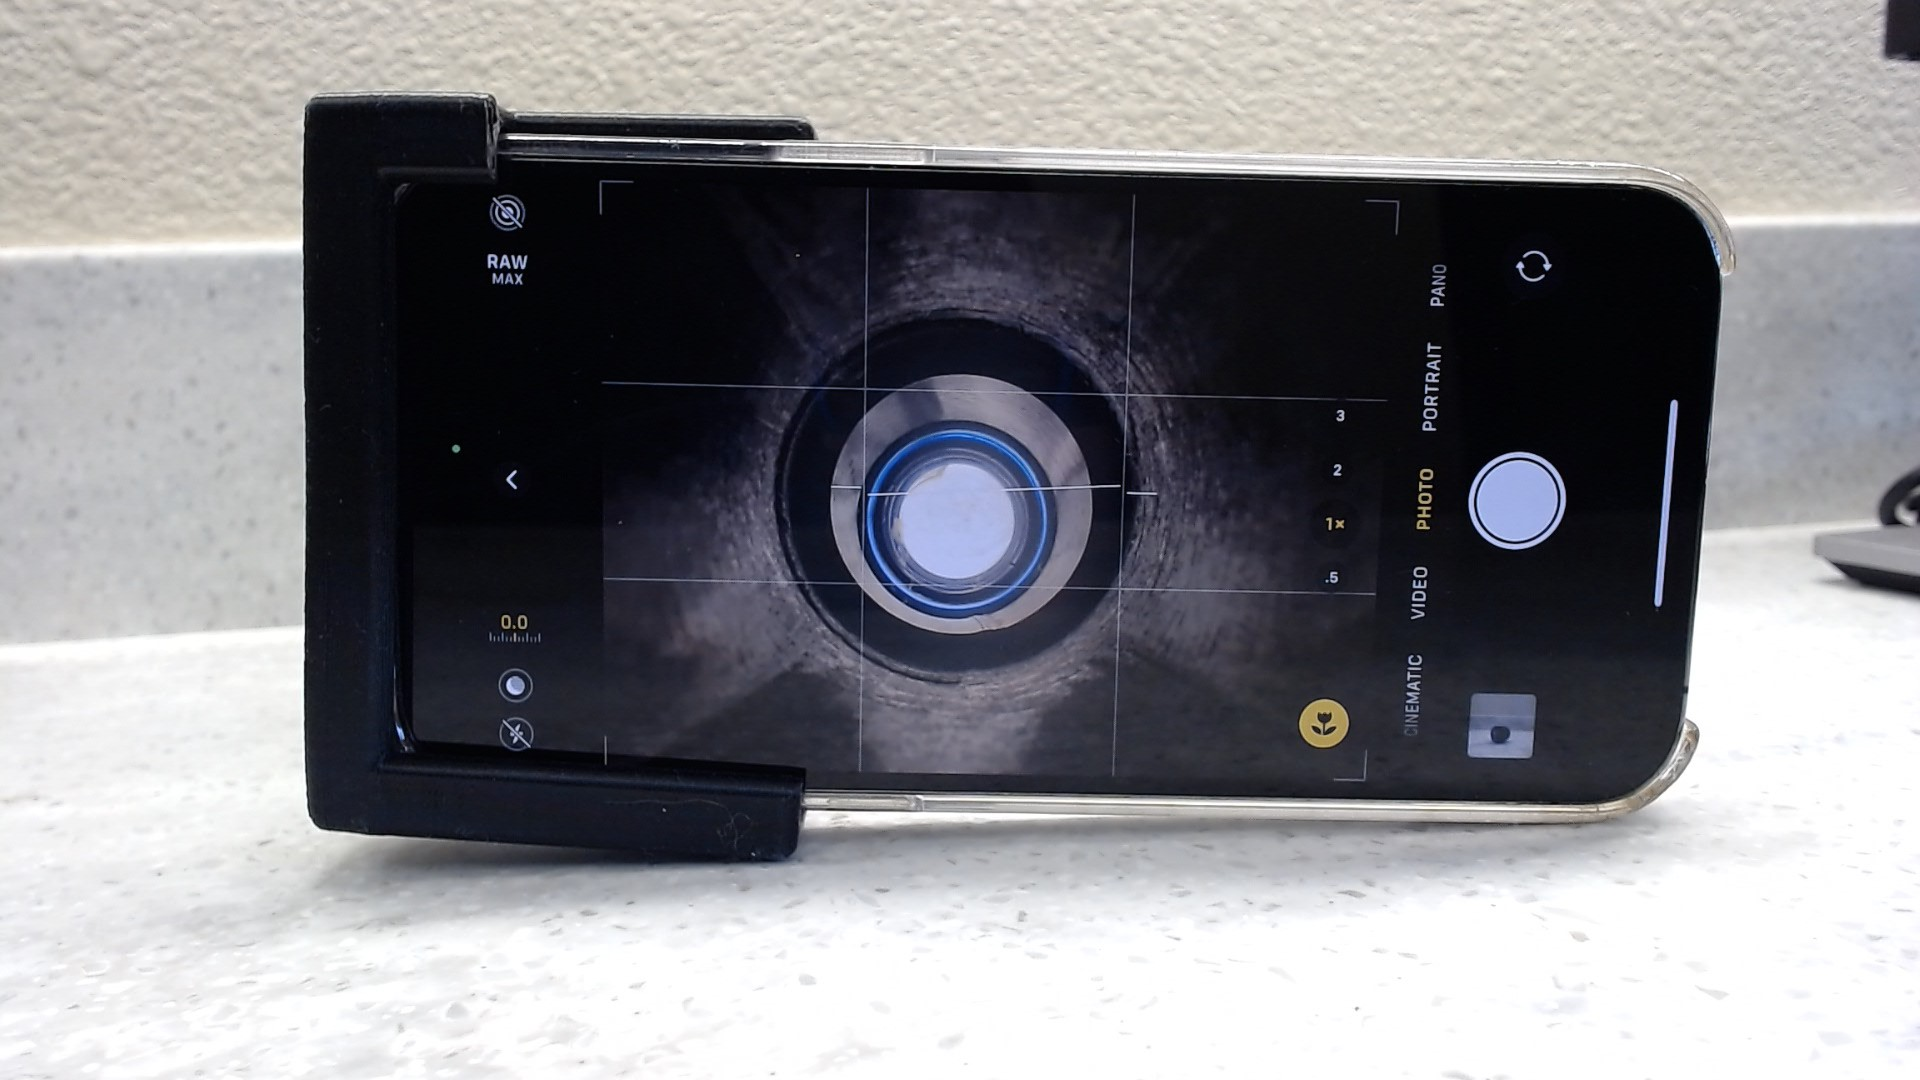 RAW
MAX
0.0
3
2
1×
.5
PANO
PORTRAIT
PHOTO
VIDEO
CINEMATIC